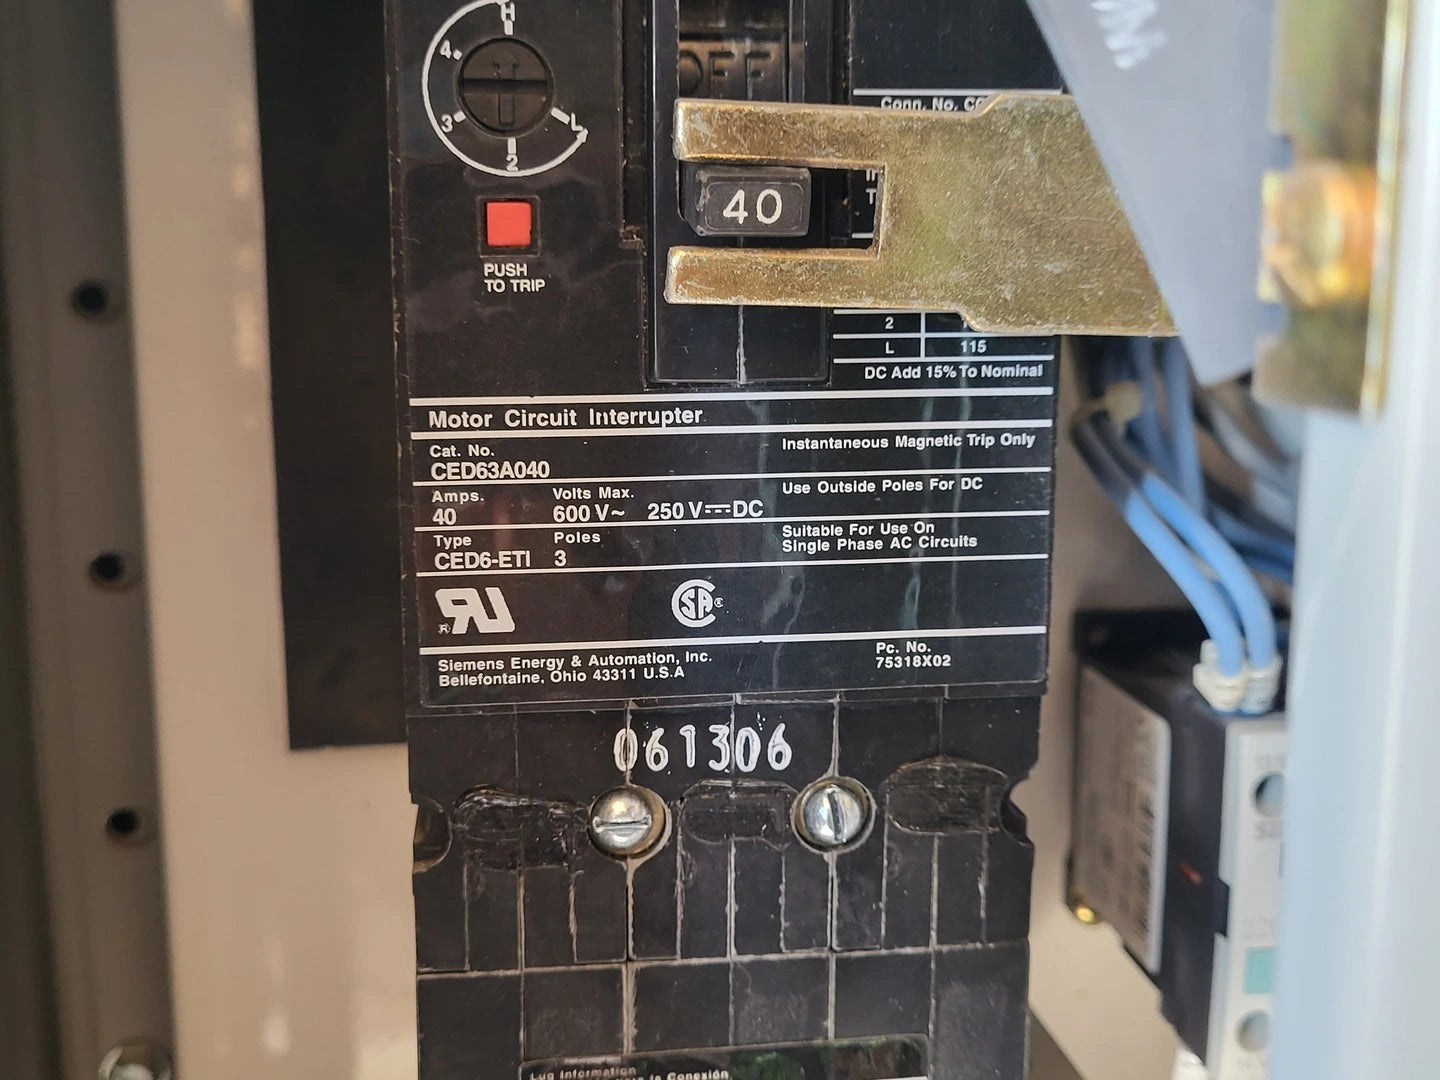 H
4
3
L
2
OFF
Conn. No.
40
PUSH
TO TRIP
2
L 115
DC Add 15% To Nominal
Motor Circuit Interrupter
Cat. No.
CED63A040
Instantaneous Magnetic Trip Only
Amps. Volts Max.
40 600 V~ 250 V⎓DC
Use Outside Poles For DC
Type Poles
CED6-ETI 3
Suitable For Use On
Single Phase AC Circuits
RU®
SA®
Siemens Energy & Automation, Inc.
Bellefontaine, Ohio 43311 U.S.A
Pc. No.
75318X02
061306
Lug Information
Conexión